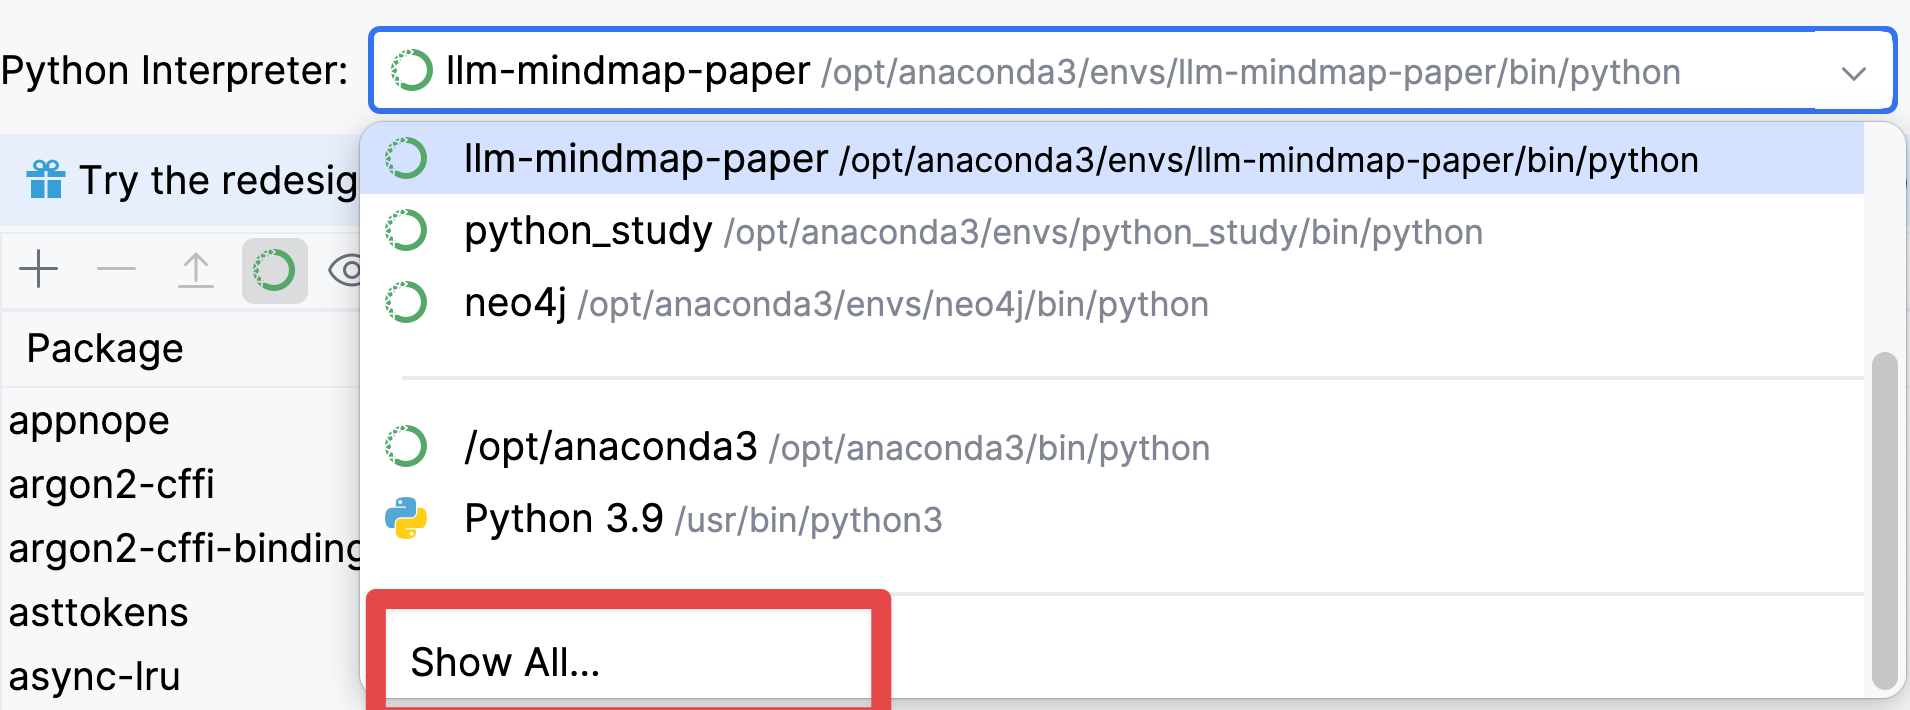 Python Interpreter: llm-mindmap-paper /opt/anaconda3/envs/llm-mindmap-paper/bin/python
llm-mindmap-paper /opt/anaconda3/envs/llm-mindmap-paper/bin/python
Try the redesig
python_study /opt/anaconda3/envs/python_study/bin/python
neo4j /opt/anaconda3/envs/neo4j/bin/python
Package
/opt/anaconda3 /opt/anaconda3/bin/python
Python 3.9 /usr/bin/python3
Show All...
appnope
argon2-cffi
argon2-cffi-binding
asttokens
async-lru